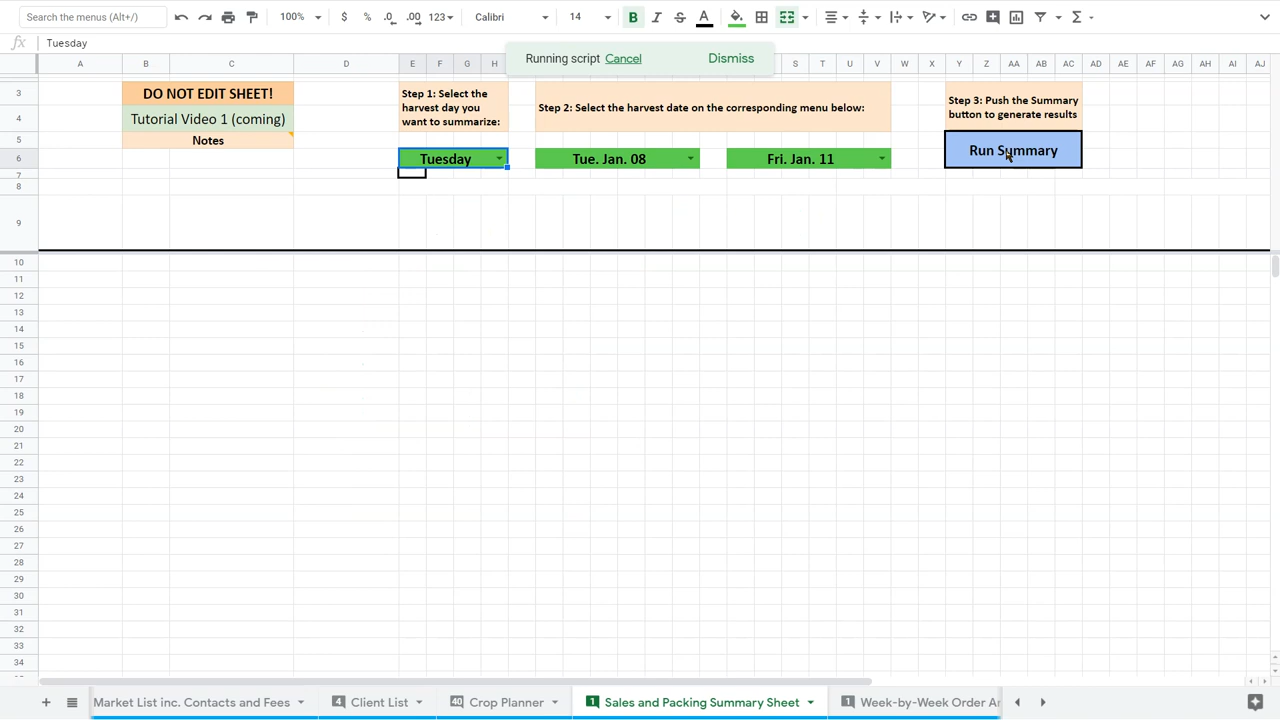 Search the menus (Alt+/)
100%
$
%
.0
.00
123
Calibri
14
B
I
S
A
Σ
fx
Tuesday
Running script Cancel
Dismiss
A B C D E F G H S T U V W X Y Z AA AB AC AD AE AF AG AH AI AJ
3
DO NOT EDIT SHEET!
Step 1: Select the
harvest day you
want to summarize:
Step 2: Select the harvest date on the corresponding menu below:
Step 3: Push the Summary
button to generate results
4
Tutorial Video 1 (coming)
5
Notes
6
Tuesday
Tue. Jan. 08
Fri. Jan. 11
Run Summary
7
8
9
10
11
12
13
14
15
16
17
18
19
20
21
22
23
24
25
26
27
28
29
30
31
32
33
34
Market List inc. Contacts and Fees
4 Client List
40 Crop Planner
1 Sales and Packing Summary Sheet
1 Week-by-Week Order